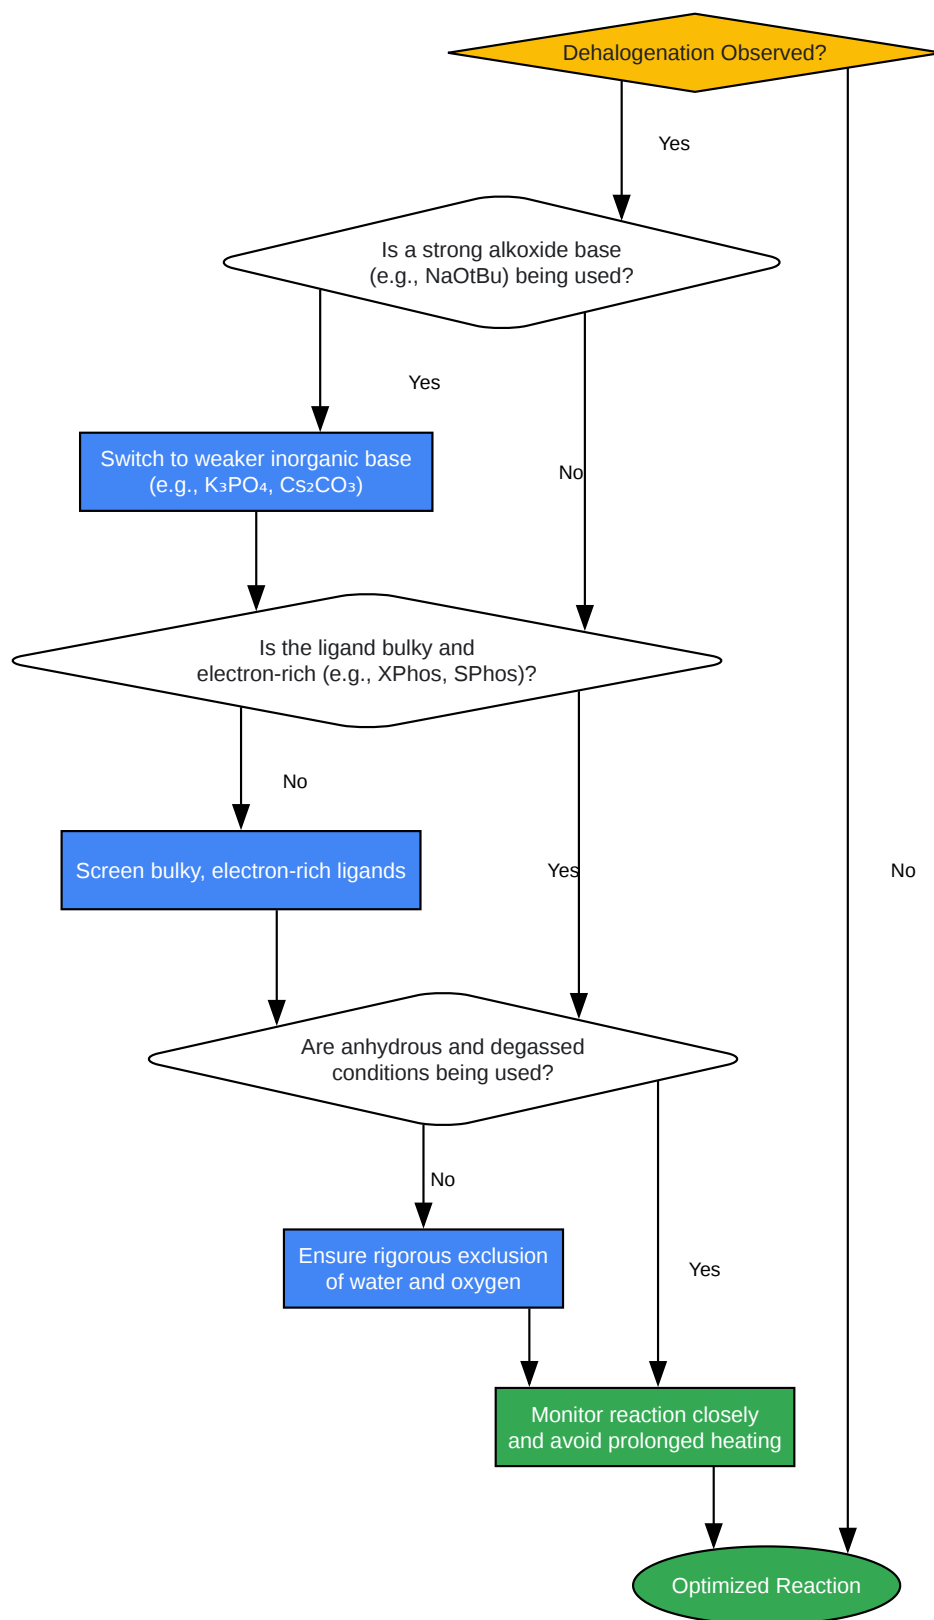 Dehalogenation Observed?
Yes
Is a strong alkoxide base
(e.g., NaOtBu) being used?
Yes
Switch to weaker inorganic base
(e.g., K₃PO₄, Cs₂CO₃)
No
Is the ligand bulky and
electron-rich (e.g., XPhos, SPhos)?
No
Screen bulky, electron-rich ligands
Yes
No
Are anhydrous and degassed
conditions being used?
No
Ensure rigorous exclusion
of water and oxygen
Yes
Monitor reaction closely
and avoid prolonged heating
Optimized Reaction